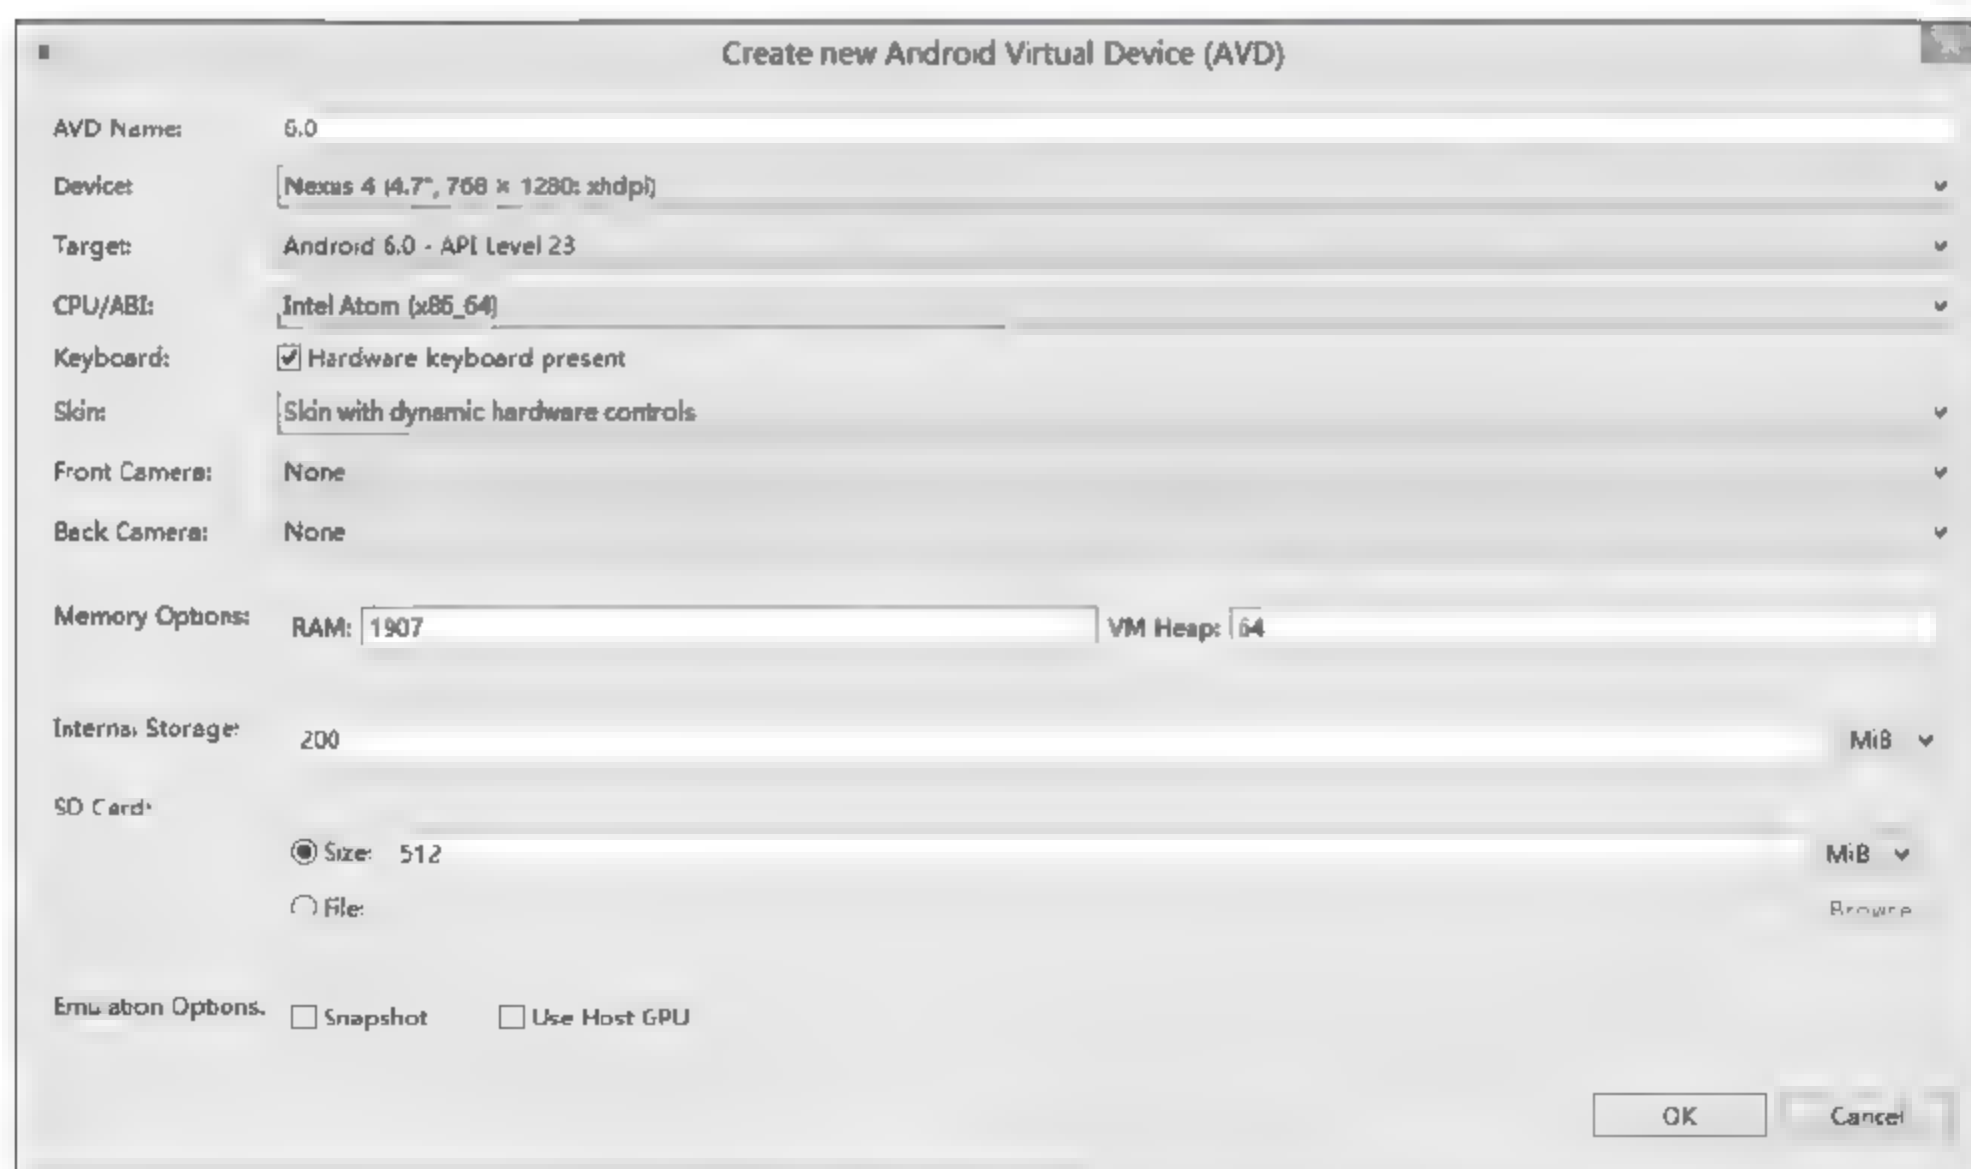 Create new Android Virtual Device (AVD)
AVD Name: 6.0
Device: Nexus 4 (4.7", 768 × 1280: xhdpi)
Target: Android 6.0 - API Level 23
CPU/ABI: Intel Atom (x86_64)
Keyboard: Hardware keyboard present
Skin: Skin with dynamic hardware controls
Front Camera: None
Back Camera: None
Memory Options: RAM: 1907 VM Heap: 64
Internal Storage: 200 MiB
SD Card:
Size: 512 MiB
File: Browse
Emulation Options: Snapshot Use Host GPU
OK Cancel